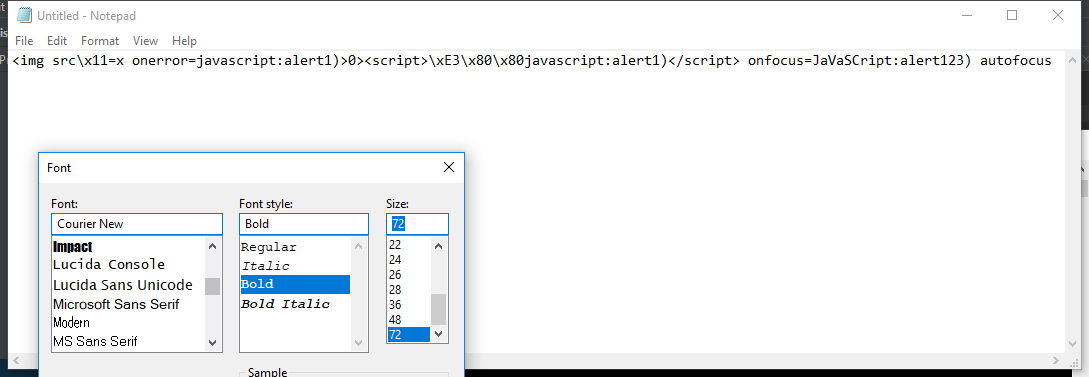 Untitled - Notepad
File Edit Format View Help
<img src\x11=x onerror=javascript:alert1)>0><script>\xE3\x80\x80javascript:alert1)</script> onfocus=JaVaSCript:alert123) autofocus
Font
Font: Font style: Size:
Courier New Bold 72
Impact Regular 22
Lucida Console Italic 24
Lucida Sans Unicode Bold 26
Microsoft Sans Serif Bold Italic 28
Modern 36
MS Sans Serif 48
72
Sample